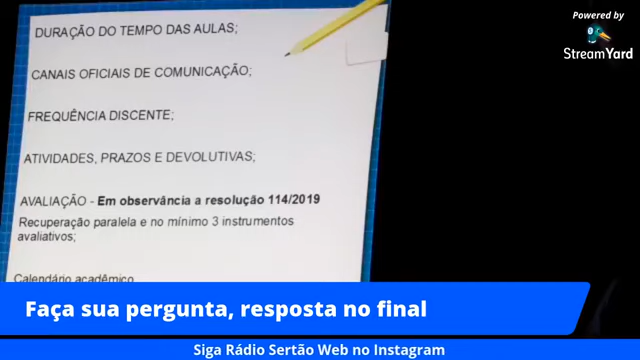 DURAÇÃO DO TEMPO DAS AULAS;
CANAIS OFICIAIS DE COMUNICAÇÃO;
FREQUÊNCIA DISCENTE;
ATIVIDADES, PRAZOS E DEVOLUTIVAS;
AVALIAÇÃO - Em observância a resolução 114/2019
Recuperação paralela e no mínimo 3 instrumentos
avaliativos;
Calendário acadêmico
Powered by
StreamYard
Faça sua pergunta, resposta no final
Siga Rádio Sertão Web no Instagram